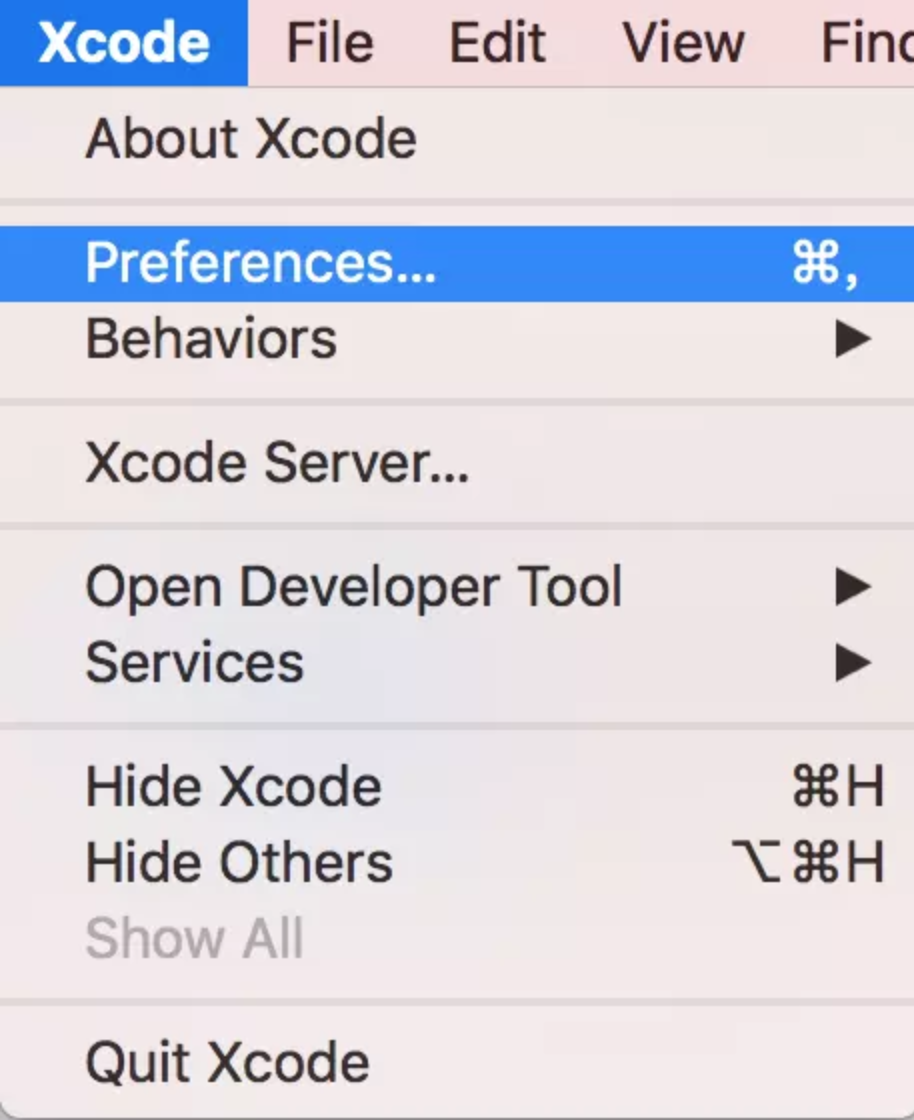 Xcode File Edit View
About Xcode
Preferences... ⌘,
Behaviors ▶
Xcode Server...
Open Developer Tool ▶
Services ▶
Hide Xcode ⌘H
Hide Others ⌥⌘H
Show All
Quit Xcode